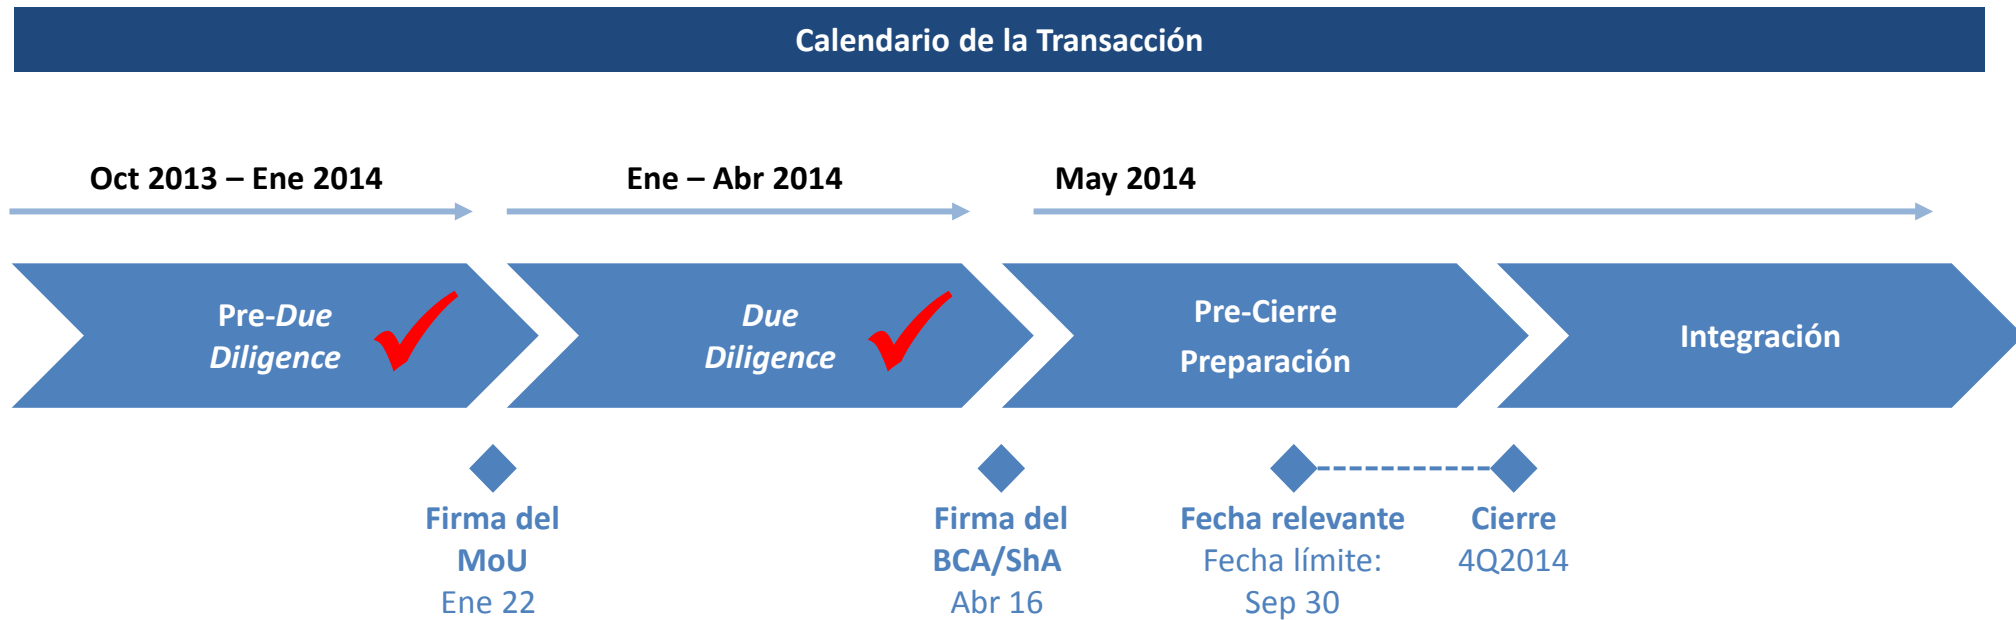 Calendario de la Transacción
Oct 2013 – Ene 2014
Ene – Abr 2014
May 2014
Pre-Due
Diligence
Due
Diligence
Pre-Cierre
Preparación
Integración
Firma del
MoU
Ene 22
Firma del
BCA/ShA
Abr 16
Fecha relevante
Fecha límite:
Sep 30
Cierre
4Q2014